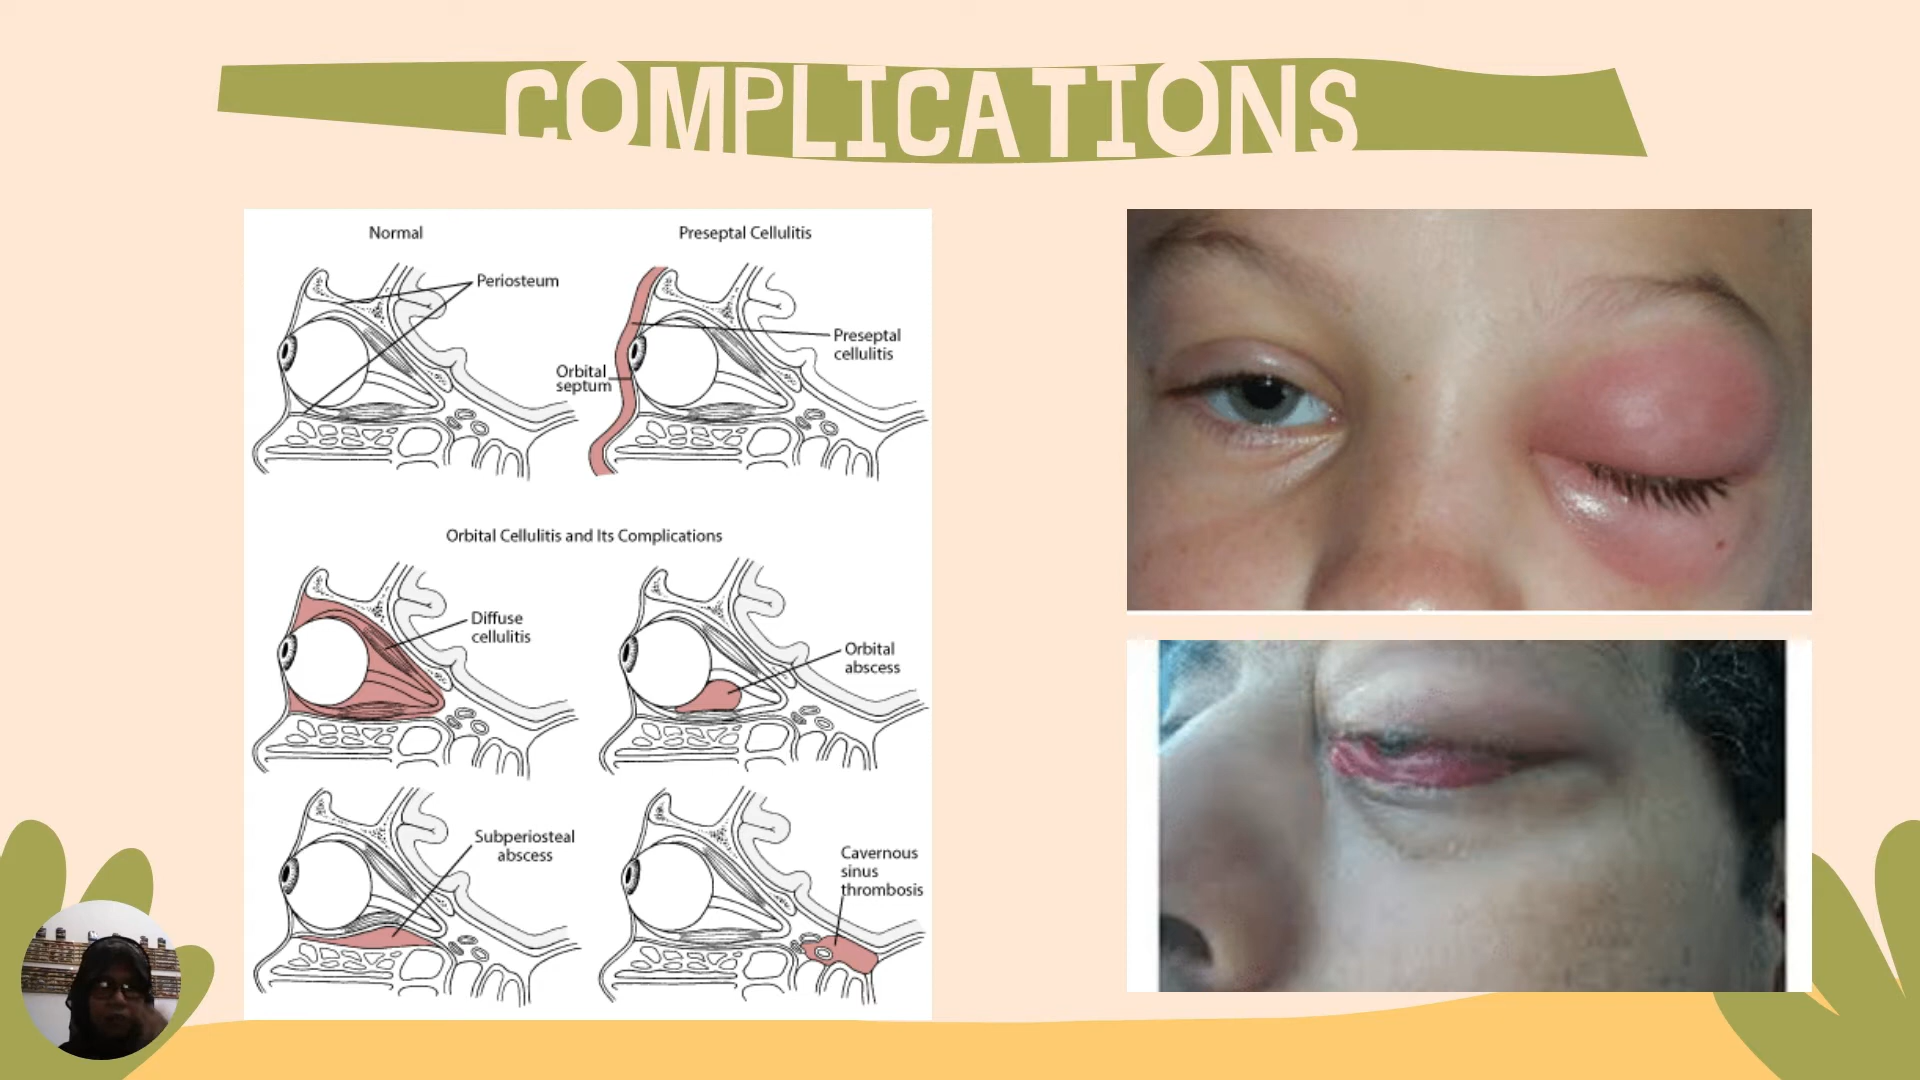 COMPLICATIONS
Normal
Preseptal Cellulitis
Periosteum
Preseptal
cellulitis
Orbital
septum
Orbital Cellulitis and Its Complications
Diffuse
cellulitis
Orbital
abscess
Subperiosteal
abscess
Cavernous
sinus
thrombosis